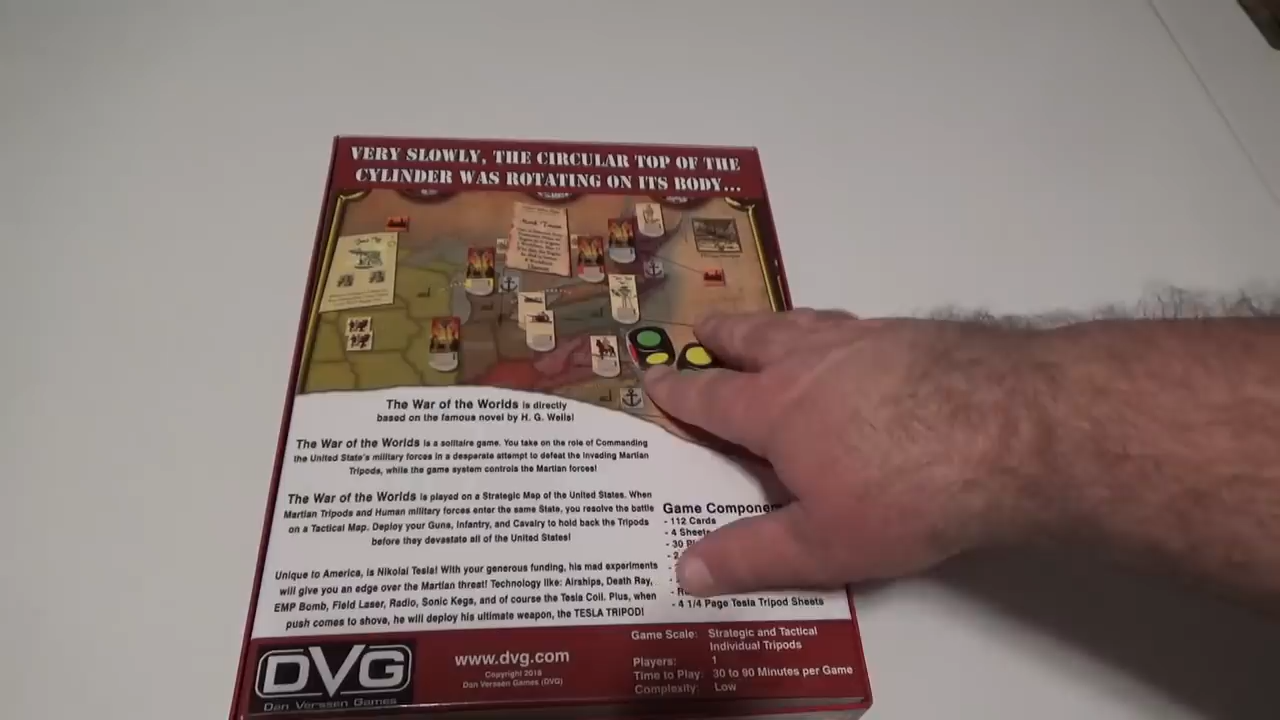 VERY SLOWLY, THE CIRCULAR TOP OF THE
CYLINDER WAS ROTATING ON ITS BODY...
The War of the Worlds is directly
based on the famous novel by H. G. Wells!
The War of the Worlds is a solitaire game. You take on the role of Commanding
the United State's military forces in a desperate attempt to defeat the invading Martian
Tripods, while the game system controls the Martian forces!
The War of the Worlds is played on a Strategic Map of the United States. When
Martian Tripods and Human military forces enter the same State, you resolve the battle
on a Tactical Map. Deploy your Guns, Infantry, and Cavalry to hold back the Tripods
before they devastate all of the United States!
Unique to America, is Nikolai Tesla! With your generous funding, his mad experiments
will give you an edge over the Martian threat! Technology like: Airships, Death Ray,
EMP Bomb, Field Laser, Radio, Sonic Kegs, and of course the Tesla Coil. Plus, when
push comes to shove, he will deploy his ultimate weapon, the TESLA TRIPOD!
Game
- 112 Cards
- 4
- 30
- 4 1/4 Page Tesla Tripod Sheets
DVG
Dan Verssen Games
www.dvg.com
Copyright 2018
Dan Verssen Games (DVG)
Game Scale: Strategic and Tactical
Individual Tripods
Players: 1
Time to Play: 30 to 90 Minutes per Game
Complexity: Low